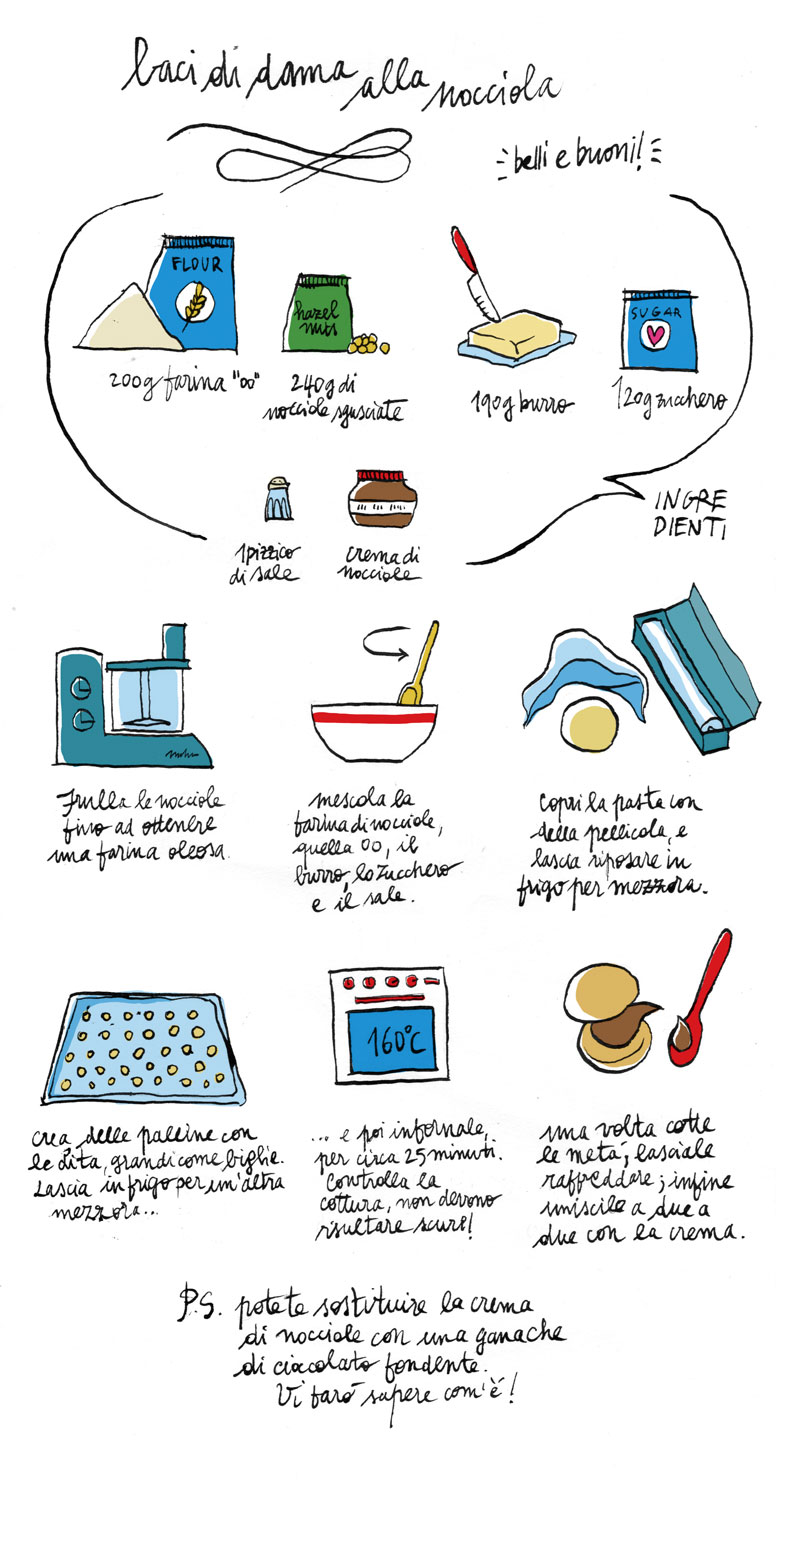 baci di dama alla nocciola
belli e buoni!
FLOUR
hazel
nuts
SUGAR
200g farina "00"
240g di
nocciole sgusciate
190g burro
120g zucchero
1 pizzico
di sale
crema di
nocciole
INGRE
DIENTI
Frulla le nocciole
fino ad ottenere
una farina oleosa.
mescola la
farina di nocciole,
quella 00, il
burro, lo zucchero
e il sale.
copri la pasta con
della pellicola, e
lascia riposare in
frigo per mezzora.
160°C
crea delle palline con
le dita, grandi come biglie.
Lascia in frigo per un'altra
mezzora...
... e poi infornale,
per circa 25 minuti.
Controlla la
cottura, non devono
risultare scure!
una volta cotte
le metà, lasciale
raffreddare; infine
uniscile a due a
due con la crema.
P.S. potete sostituire la crema
di nocciole con una ganache
di cioccolato fondente.
Vi farò sapere com'è!